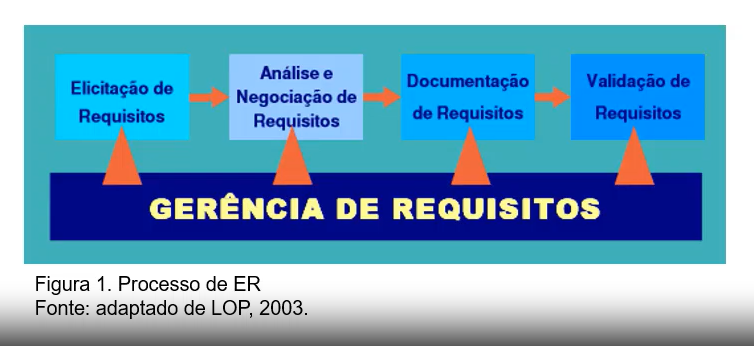 Elicitação de
Requisitos
Análise e
Negociação de
Requisitos
Documentação
de Requisitos
Validação de
Requisitos
GERÊNCIA DE REQUISITOS
Figura 1. Processo de ER
Fonte: adaptado de LOP, 2003.